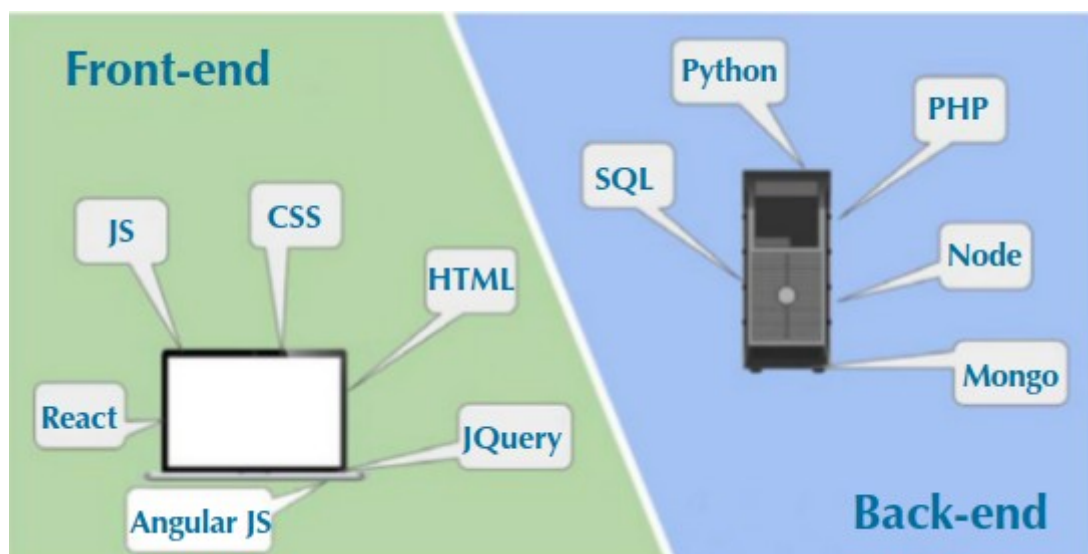 Front-end
JS
CSS
HTML
React
JQuery
Angular JS
Python
PHP
SQL
Node
Mongo
Back-end